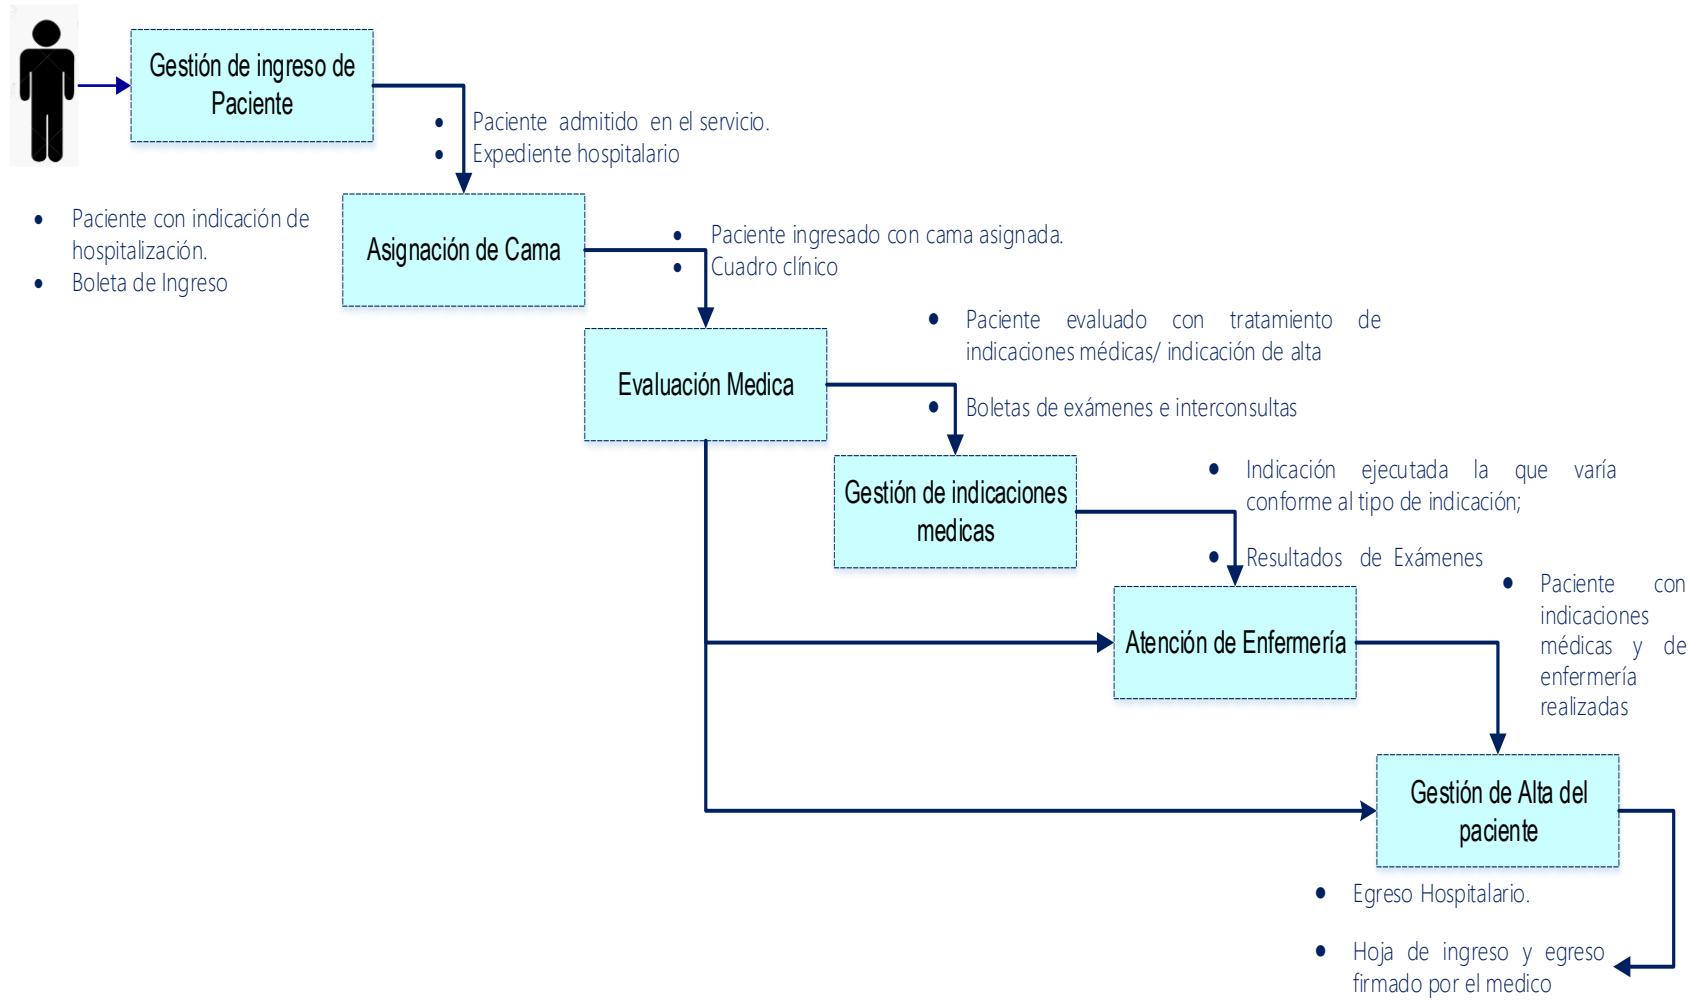 Gestión de ingreso de
Paciente
• Paciente admitido en el servicio.
• Expediente hospitalario
• Paciente con indicación de
hospitalización.
• Boleta de Ingreso
Asignación de Cama
• Paciente ingresado con cama asignada.
• Cuadro clínico
Evaluación Medica
• Paciente evaluado con tratamiento de
indicaciones médicas/ indicación de alta
• Boletas de exámenes e interconsultas
Gestión de indicaciones
medicas
• Indicación ejecutada la que varía
conforme al tipo de indicación;
• Resultados de Exámenes
Atención de Enfermería
• Paciente con
indicaciones
médicas y de
enfermería
realizadas
Gestión de Alta del
paciente
• Egreso Hospitalario.
• Hoja de ingreso y egreso
firmado por el medico